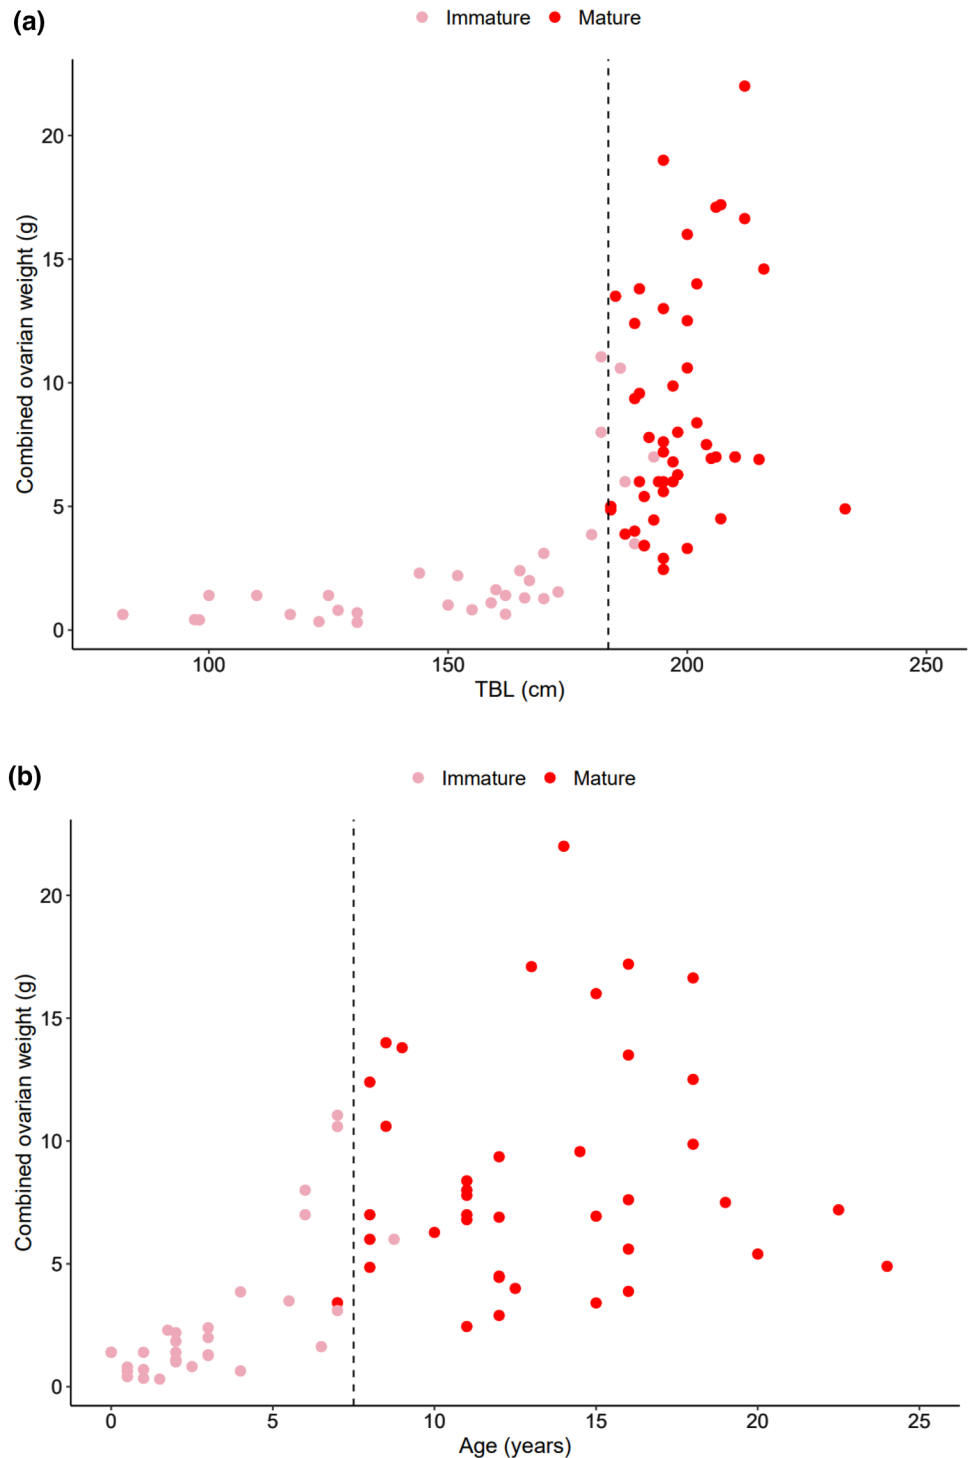 (a)
Immature Mature
Combined ovarian weight (g)
20
15
10
5
0
100 150 200 250
TBL (cm)
(b)
Immature Mature
Combined ovarian weight (g)
20
15
10
5
0
0 5 10 15 20 25
Age (years)